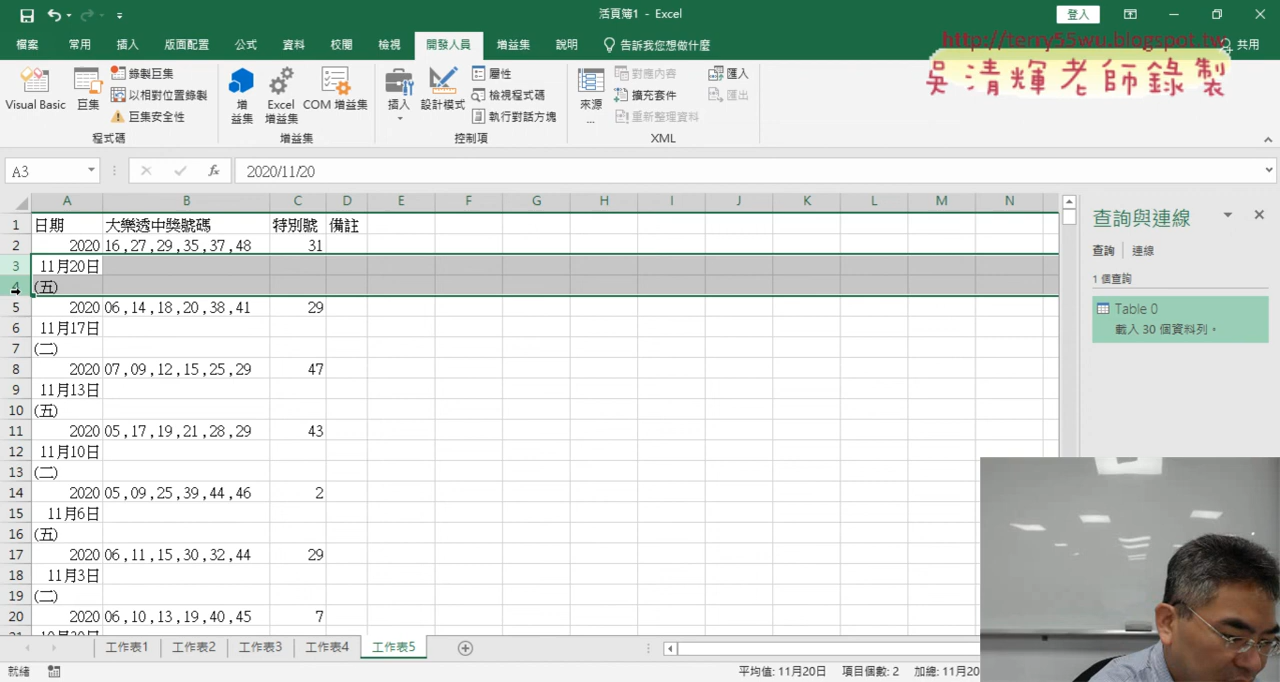 活頁簿1 - Excel
登入
檔案 常用 插入 版面配置 公式 資料 校閱 檢視 開發人員 增益集 說明 告訴我您想做什麼 共用
http://terry55wu.blogspot.tw
吳清輝老師錄製
Visual Basic
巨集
錄製巨集
以相對位置錄製
巨集安全性
程式碼
增益集
Excel 增益集
COM 增益集
增益集
插入
設計模式
屬性
檢視程式碼
執行對話方塊
控制項
來源
...
對應內容
擴充套件
重新整理資料
匯入
匯出
XML
A3 fx 2020/11/20
A B C D E F G H I J K L M N
1 日期 大樂透中獎號碼 特別號 備註
2 2020 16,27,29,35,37,48 31
3 11月20日
4 (五)
5 2020 06,14,18,20,38,41 29
6 11月17日
7 (二)
8 2020 07,09,12,15,25,29 47
9 11月13日
10 (五)
11 2020 05,17,19,21,28,29 43
12 11月10日
13 (二)
14 2020 05,09,25,39,44,46 2
15 11月6日
16 (五)
17 2020 06,11,15,30,32,44 29
18 11月3日
19 (二)
20 2020 06,10,13,19,40,45 7
查詢與連線
查詢 連線
1 個查詢
Table 0
載入 30 個資料列。
工作表1 工作表2 工作表3 工作表4 工作表5
就緒
平均值: 11月20日 項目個數: 2 加總: 11月20